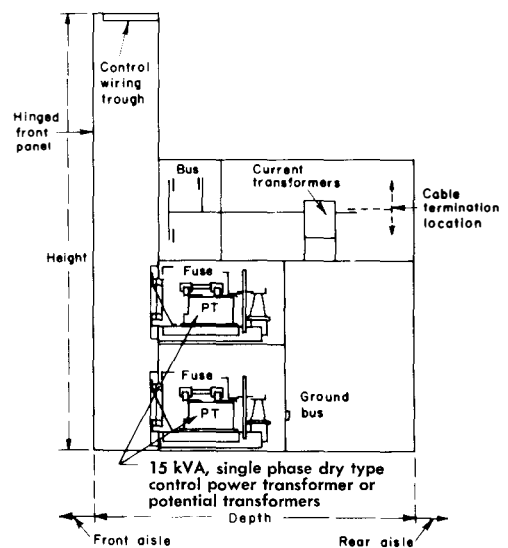 Control
wiring
trough
Hinged
front
panel
Bus
Current
transformers
Cable
termination
location
Height
Fuse
PT
Fuse
PT
Ground
bus
15 kVA, single phase dry type
control power transformer or
potential transformers
Depth
Front aisle
Rear aisle